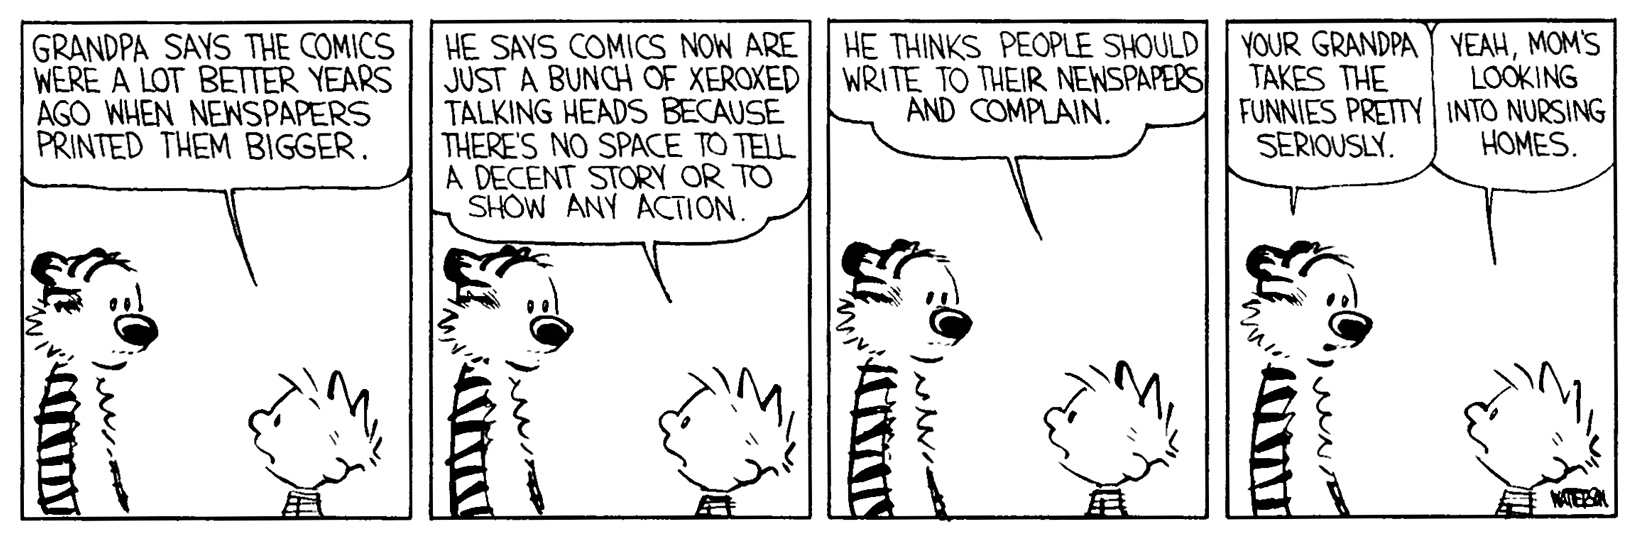 GRANDPA SAYS THE COMICS
WERE A LOT BETTER YEARS
AGO WHEN NEWSPAPERS
PRINTED THEM BIGGER.
HE SAYS COMICS NOW ARE
JUST A BUNCH OF XEROXED
TALKING HEADS BECAUSE
THERE'S NO SPACE TO TELL
A DECENT STORY OR TO
SHOW ANY ACTION.
HE THINKS PEOPLE SHOULD
WRITE TO THEIR NEWSPAPERS
AND COMPLAIN.
YOUR GRANDPA
TAKES THE
FUNNIES PRETTY
SERIOUSLY.
YEAH, MOM'S
LOOKING
INTO NURSING
HOMES.
WATTERSON